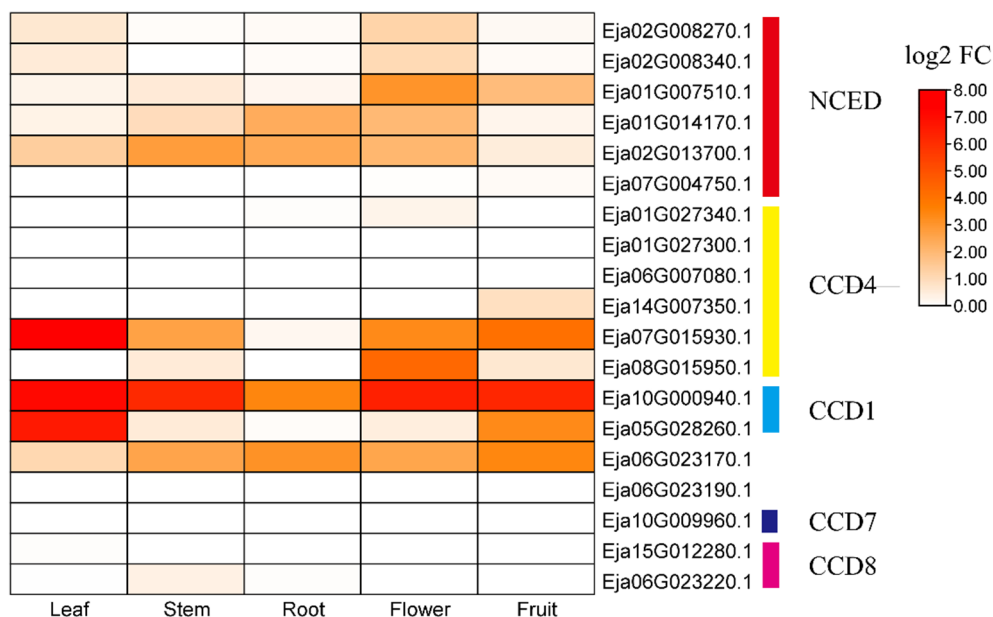 Eja02G008270.1
Eja02G008340.1
Eja01G007510.1
Eja01G014170.1
Eja02G013700.1
Eja07G004750.1
Eja01G027340.1
Eja01G027300.1
Eja06G007080.1
Eja14G007350.1
Eja07G015930.1
Eja08G015950.1
Eja10G000940.1
Eja05G028260.1
Eja06G023170.1
Eja06G023190.1
Eja10G009960.1
Eja15G012280.1
Eja06G023220.1
Leaf Stem Root Flower Fruit
NCED
CCD4
CCD1
CCD7
CCD8
log2 FC
8.00
7.00
6.00
5.00
4.00
3.00
2.00
1.00
0.00